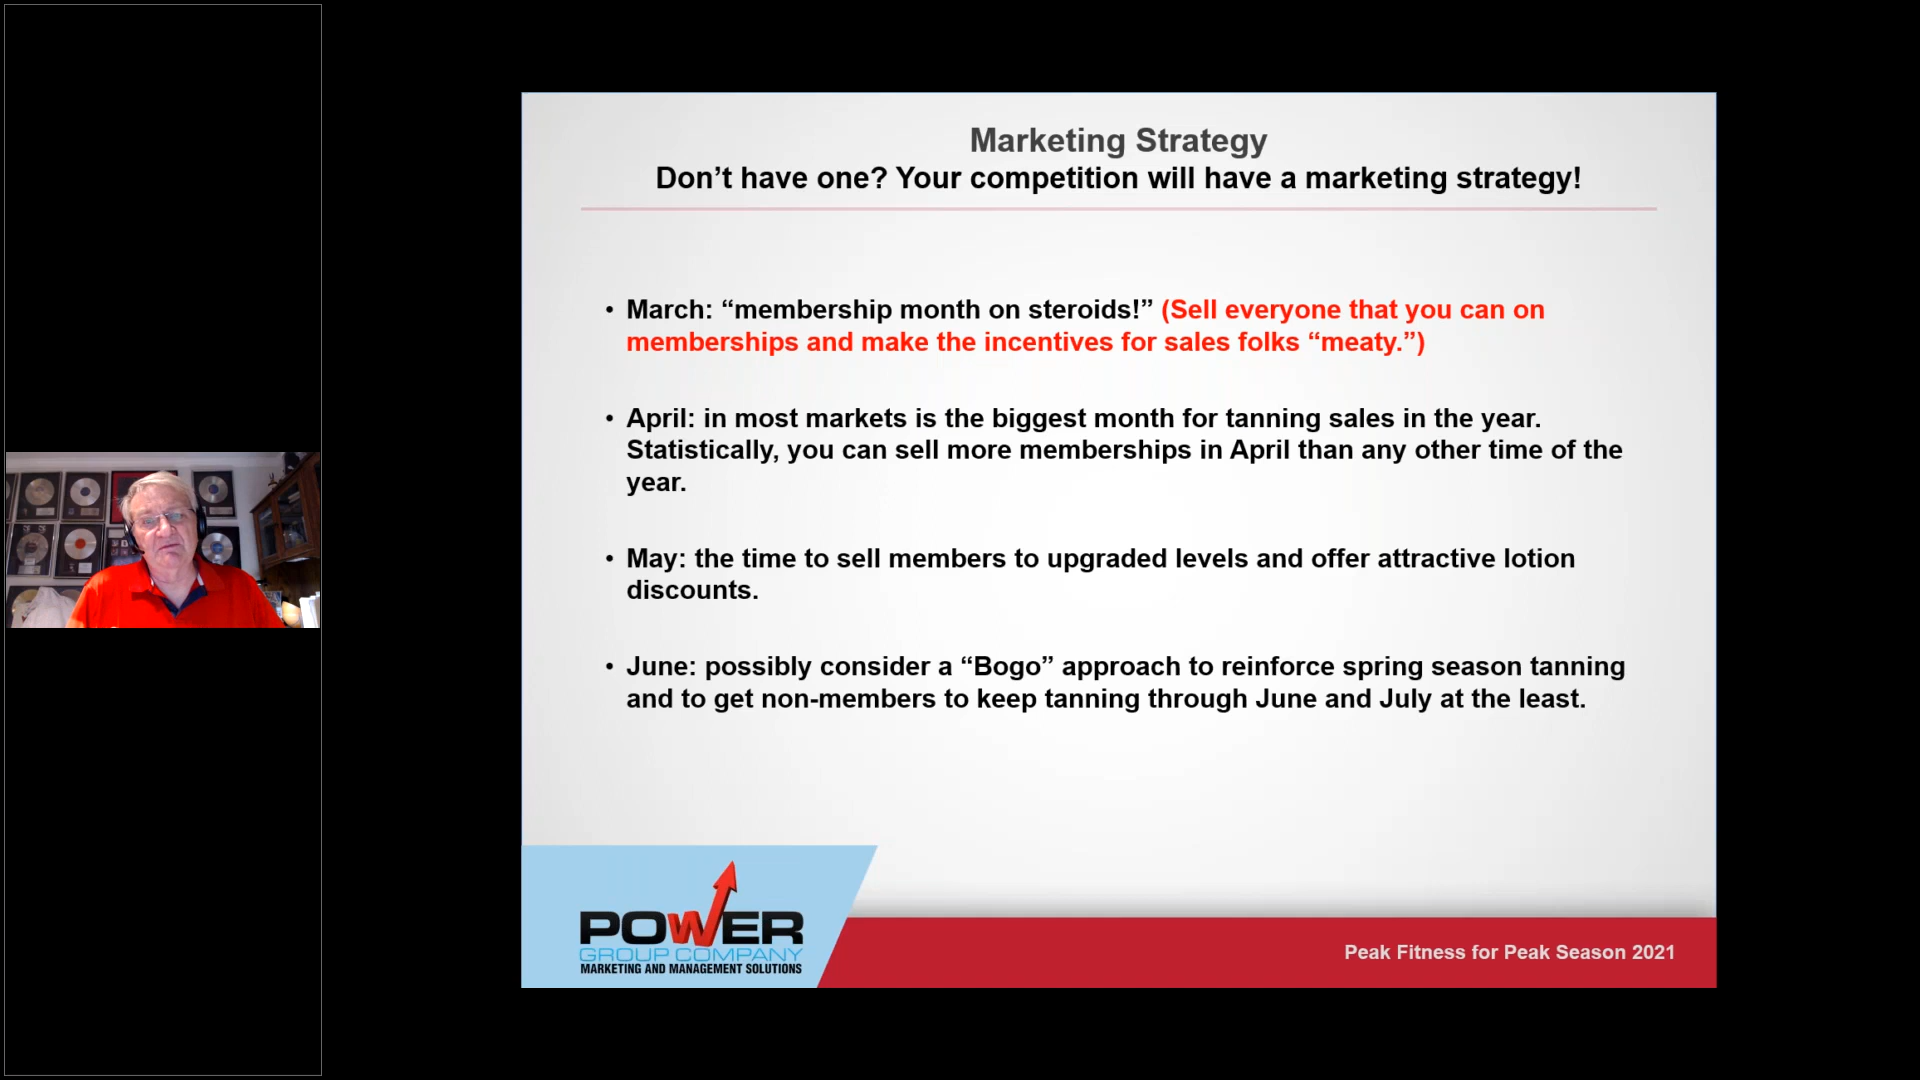 Marketing Strategy
Don’t have one? Your competition will have a marketing strategy!
• March: “membership month on steroids!” (Sell everyone that you can on
memberships and make the incentives for sales folks “meaty.”)
• April: in most markets is the biggest month for tanning sales in the year.
Statistically, you can sell more memberships in April than any other time of the
year.
• May: the time to sell members to upgraded levels and offer attractive lotion
discounts.
• June: possibly consider a “Bogo” approach to reinforce spring season tanning
and to get non-members to keep tanning through June and July at the least.
POWER
GROUP COMPANY
MARKETING AND MANAGEMENT SOLUTIONS
Peak Fitness for Peak Season 2021